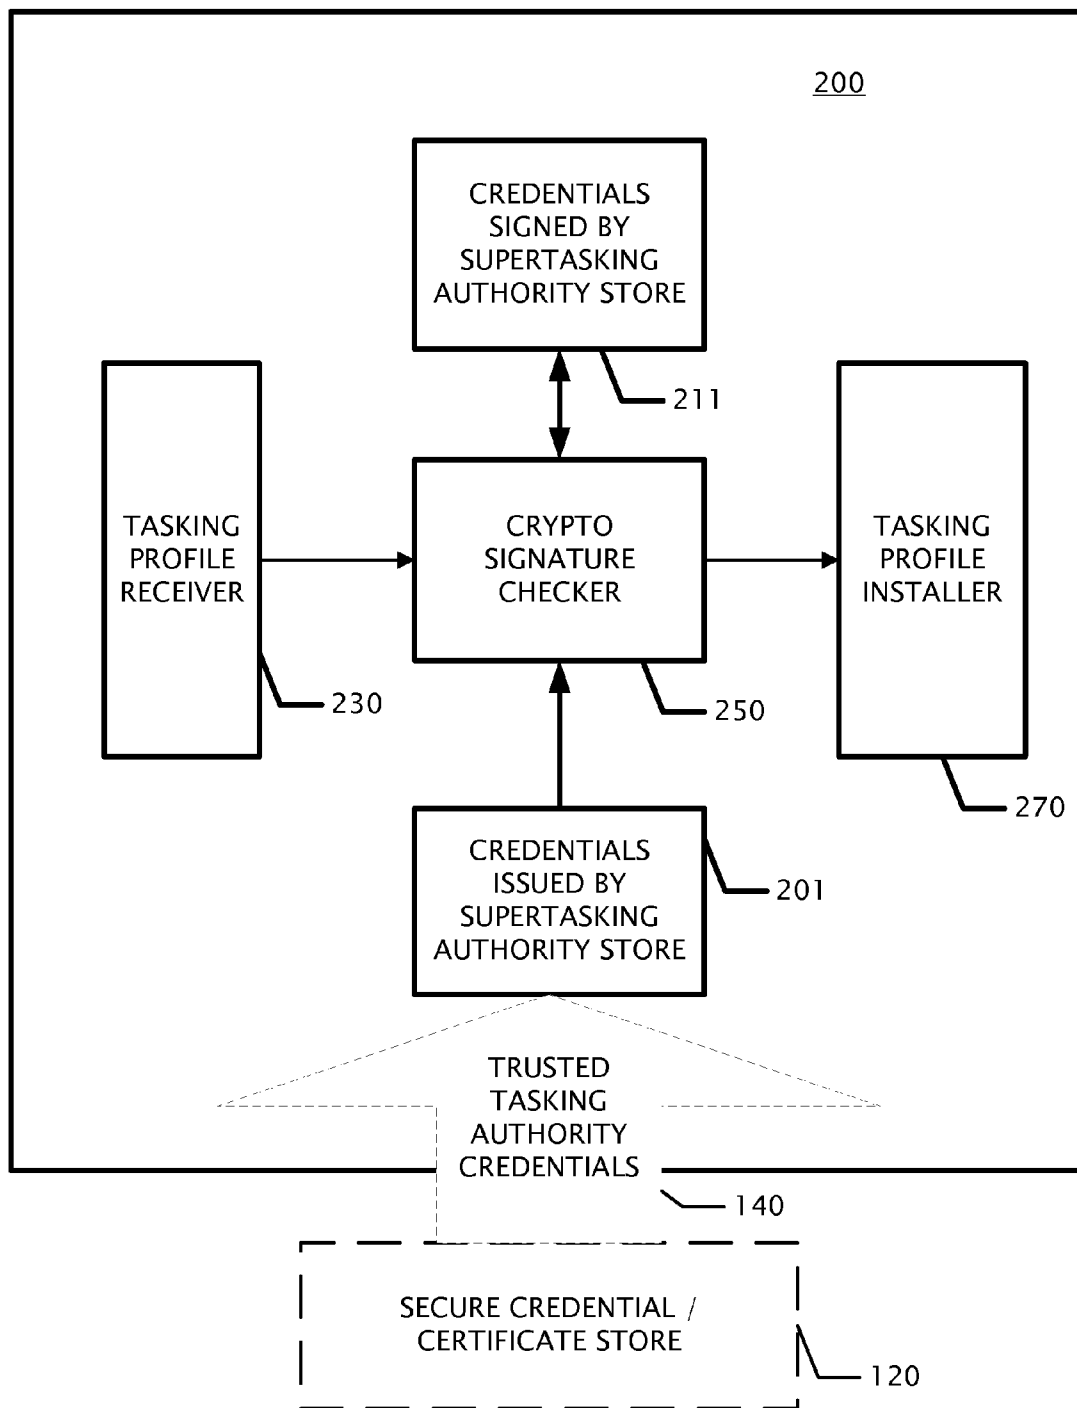 200
CREDENTIALS
SIGNED BY
SUPERTASKING
AUTHORITY STORE
211
TASKING
PROFILE
RECEIVER
230
CRYPTO
SIGNATURE
CHECKER
250
TASKING
PROFILE
INSTALLER
270
CREDENTIALS
ISSUED BY
SUPERTASKING
AUTHORITY STORE
201
TRUSTED
TASKING
AUTHORITY
CREDENTIALS
140
SECURE CREDENTIAL /
CERTIFICATE STORE
120